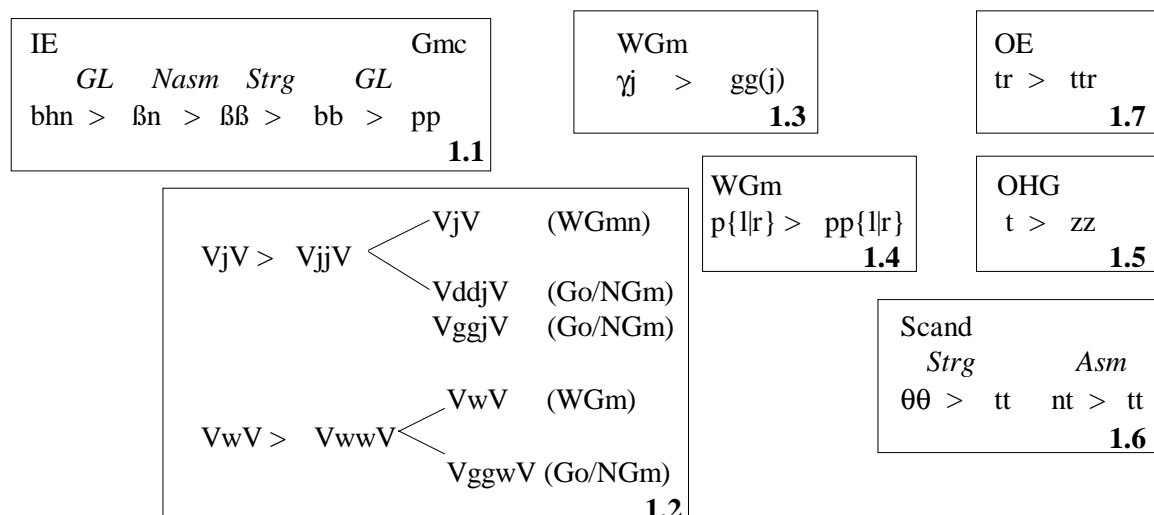 IE Gmc
GL Nasm Strg GL
bhn > ßn > ßß > bb > pp
1.1
WGm
γj > gg(j)
1.3
OE
tr > ttr
1.7
WGm
p{l|r} > pp{l|r}
1.4
OHG
t > zz
1.5
VjV (WGmn)
VjV > VjjV
VddjV (Go/NGm)
VggjV (Go/NGm)
VwV (WGm)
VwV > VwwV
VggwV (Go/NGm)
1.2
Scand
Strg Asm
θθ > tt nt > tt
1.6